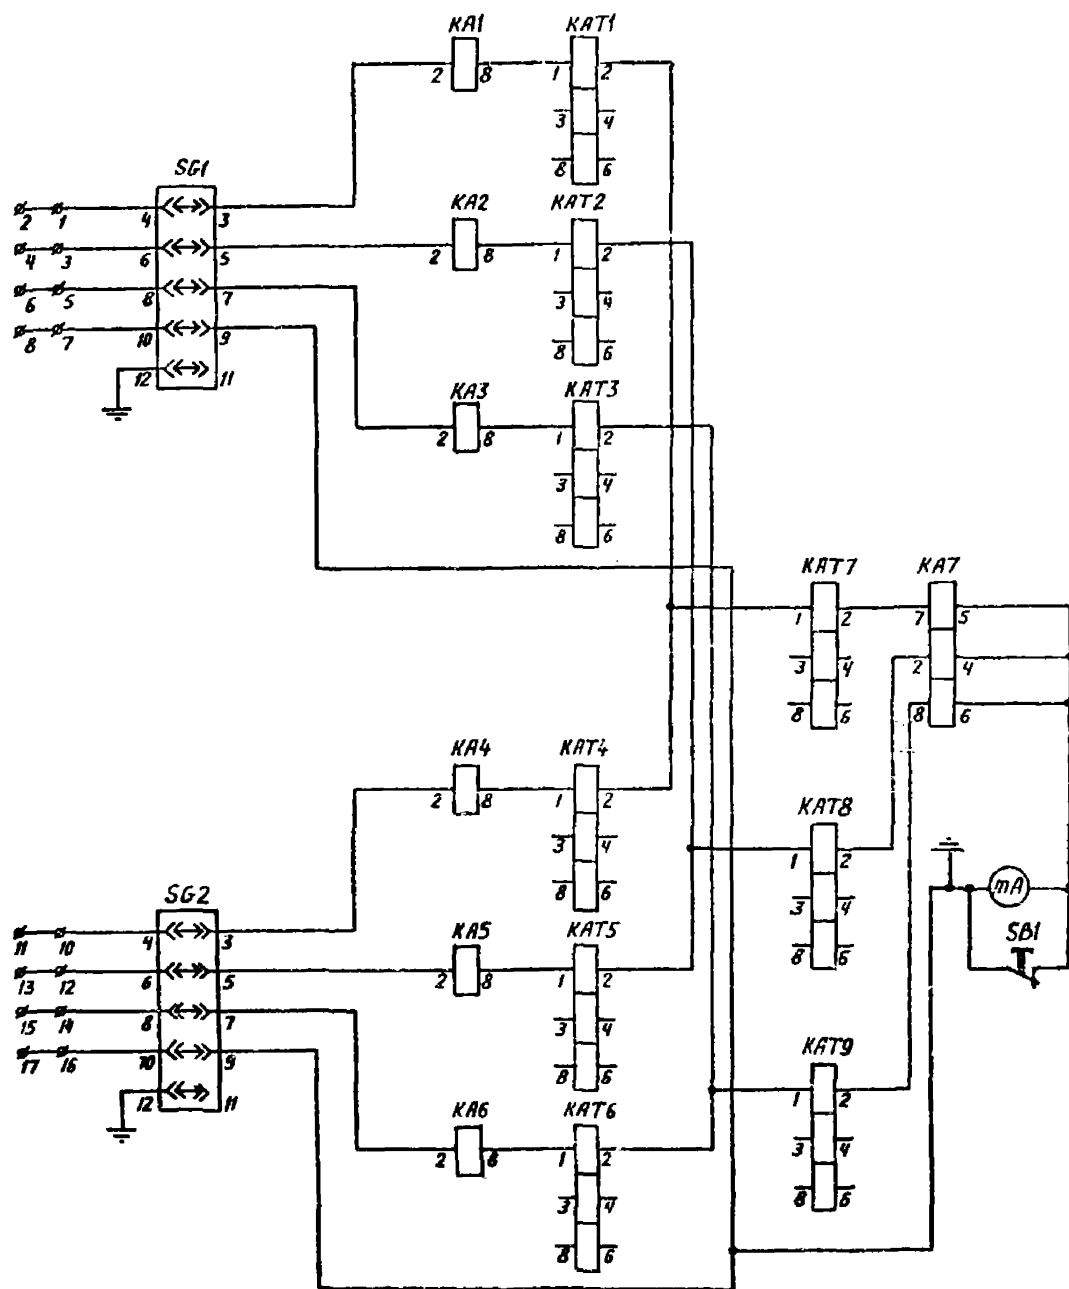 KA1 KAT1
2 8 1 2
3 4
8 6
SG1
2 1 4 3
KA2 KAT2
4 3 6 5 2 8 1 2
6 5 8 7 3 4
8 7 10 9 8 6
12 11
KA3 KAT3
2 8 1 2
3 4
8 6
KAT7 KA7
1 2 7 5
3 4 2 4
8 6 8 6
KA4 KAT4
2 8 1 2
3 4
8 6
KAT8
1 2
3 4
8 6
mA
SB1
SG2
11 10 4 3
KA5 KAT5
13 12 6 5 2 8 1 2
15 14 8 7 3 4
17 16 10 9 8 6
12 11
KAT9
1 2
3 4
8 6
KA6 KAT6
2 8 1 2
3 4
8 6